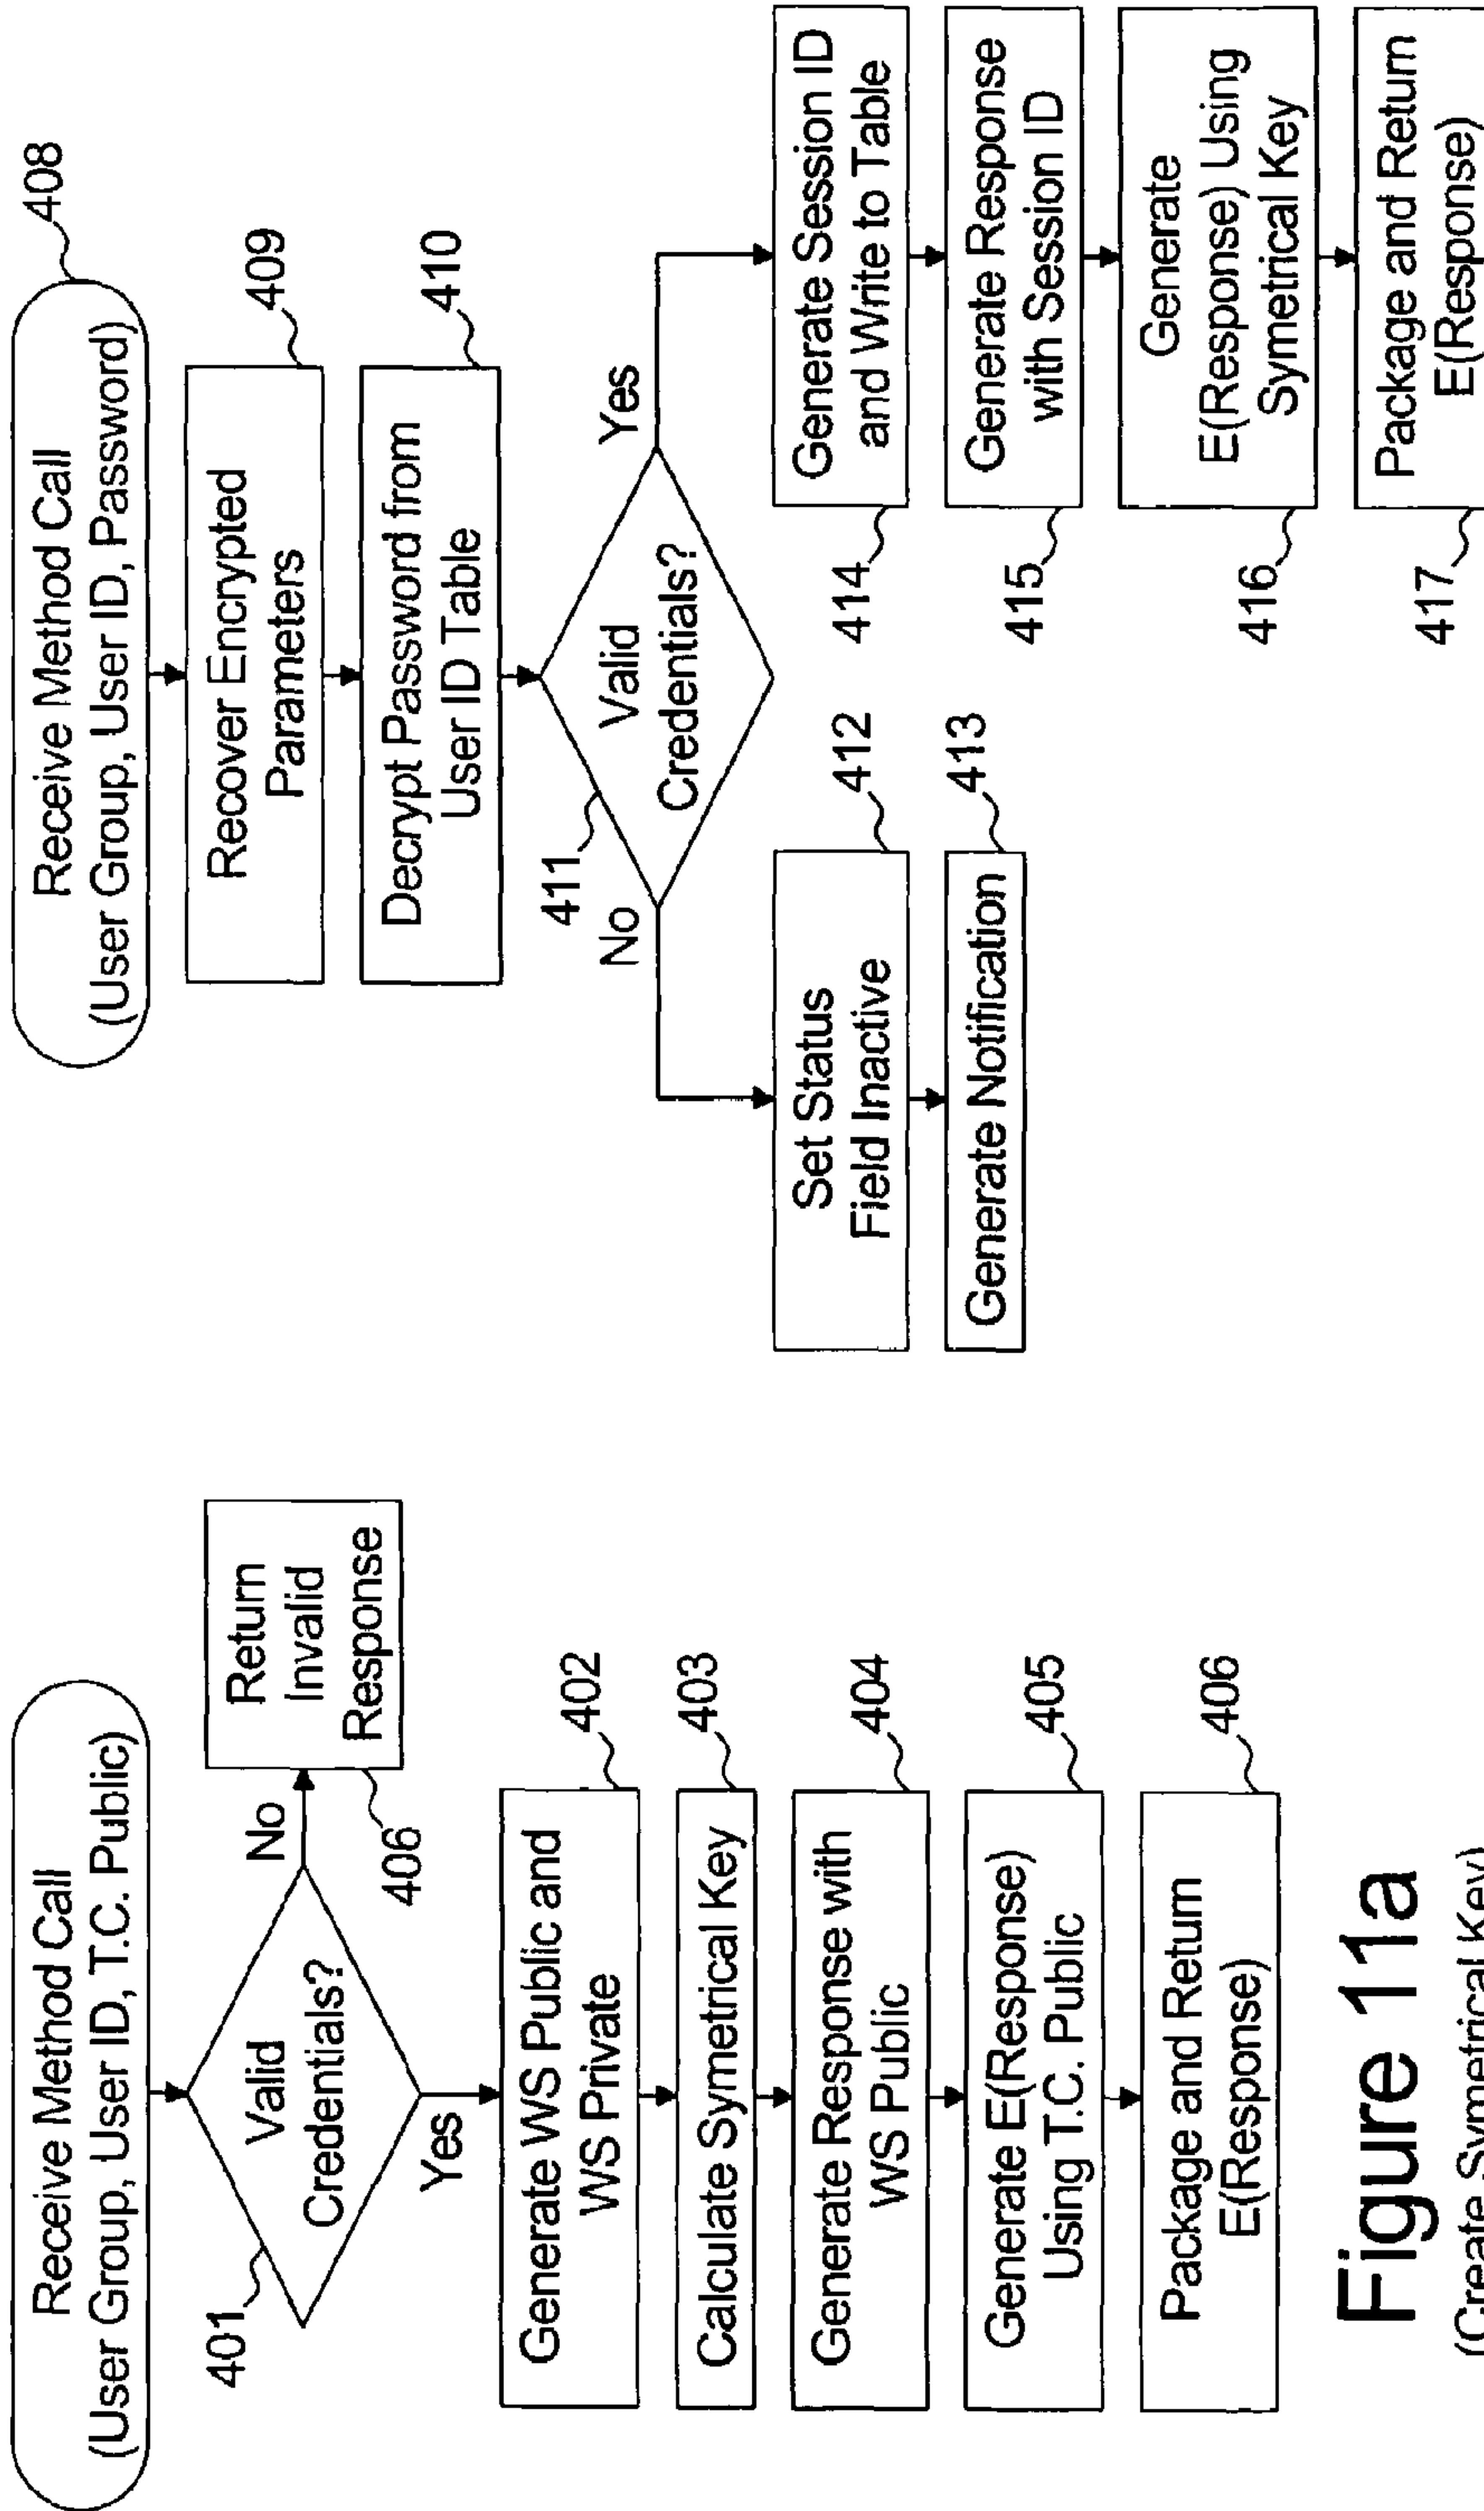 Receive Method Call
(User Group, User ID, T.C. Public)
401
Valid
Credentials?
No
Return
Invalid
Response
406
Yes
Generate WS Public and
WS Private
402
Calculate Symetrical Key
403
Generate Response with
WS Public
404
Generate E(Response)
Using T.C. Public
405
Package and Return
E(Response)
406
Figure 11a
(Create Symetrical Key)
Receive Method Call
(User Group, User ID, Password)
408
Recover Encrypted
Parameters
409
Decrypt Password from
User ID Table
410
411
Valid
Credentials?
No
Yes
Set Status
Field Inactive
412
Generate Notification
413
Generate Session ID
and Write to Table
414
Generate Response
with Session ID
415
Generate
E(Response) Using
Symetrical Key
416
Package and Return
E(Response)
417